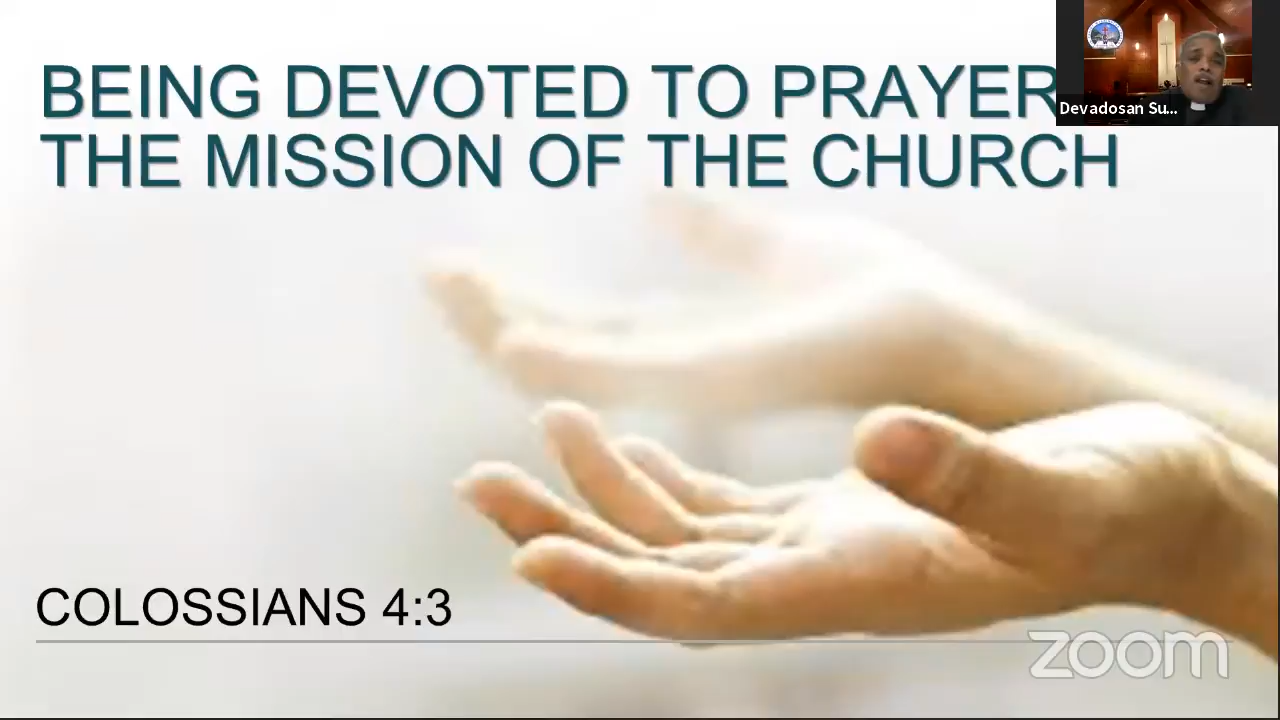 BEING DEVOTED TO PRAYER
THE MISSION OF THE CHURCH
Devadosan Su...
COLOSSIANS 4:3
zoom